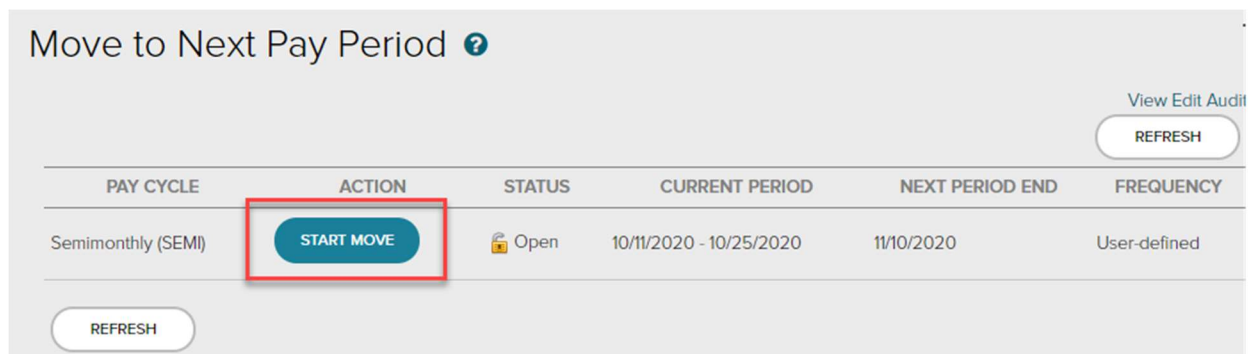 Move to Next Pay Period ?
View Edit Audit
REFRESH
PAY CYCLE ACTION STATUS CURRENT PERIOD NEXT PERIOD END FREQUENCY
Semimonthly (SEMI) START MOVE Open 10/11/2020 - 10/25/2020 11/10/2020 User-defined
REFRESH